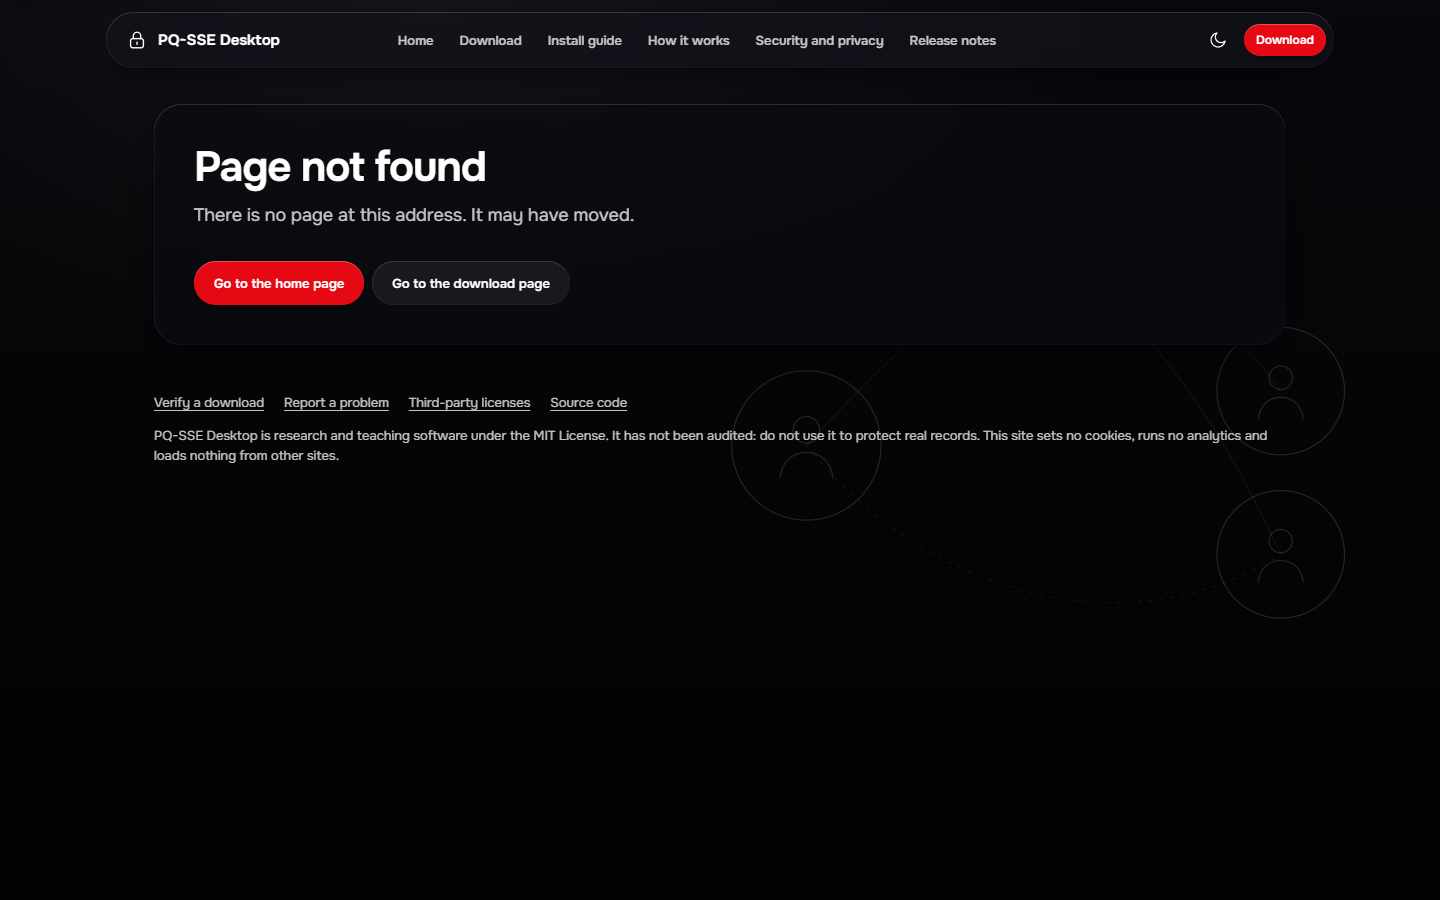 PQ-SSE Desktop
Home
Download
Install guide
How it works
Security and privacy
Release notes
Download
Page not found
There is no page at this address. It may have moved.
Go to the home page
Go to the download page
Verify a download
Report a problem
Third-party licenses
Source code
PQ-SSE Desktop is research and teaching software under the MIT License. It has not been audited: do not use it to protect real records. This site sets no cookies, runs no analytics and
loads nothing from other sites.